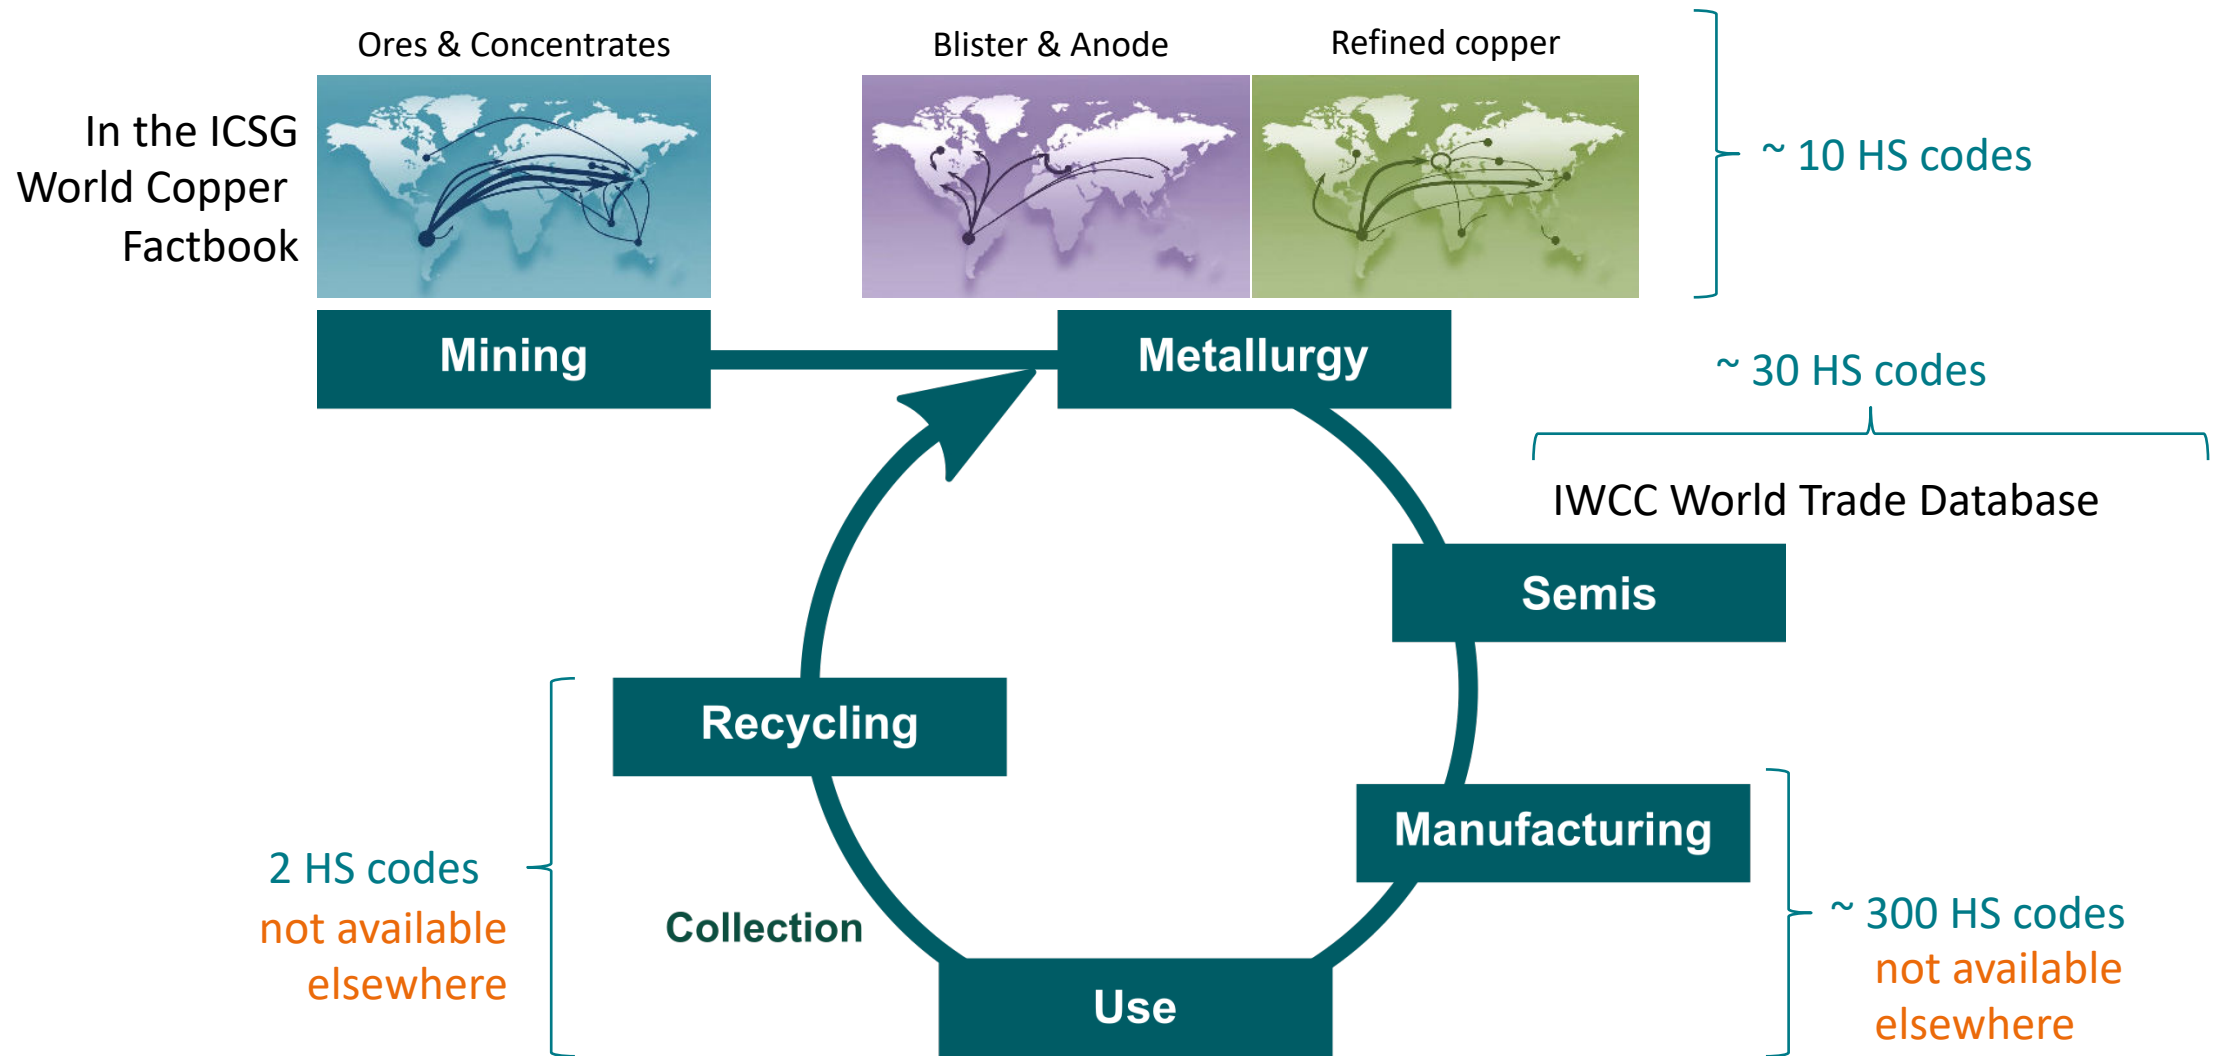 Ores & Concentrates
Blister & Anode
Refined copper
In the ICSG
World Copper
Factbook
~ 10 HS codes
Mining
Metallurgy
~ 30 HS codes
IWCC World Trade Database
Semis
Recycling
Manufacturing
2 HS codes
not available
elsewhere
Collection
~ 300 HS codes
not available
elsewhere
Use